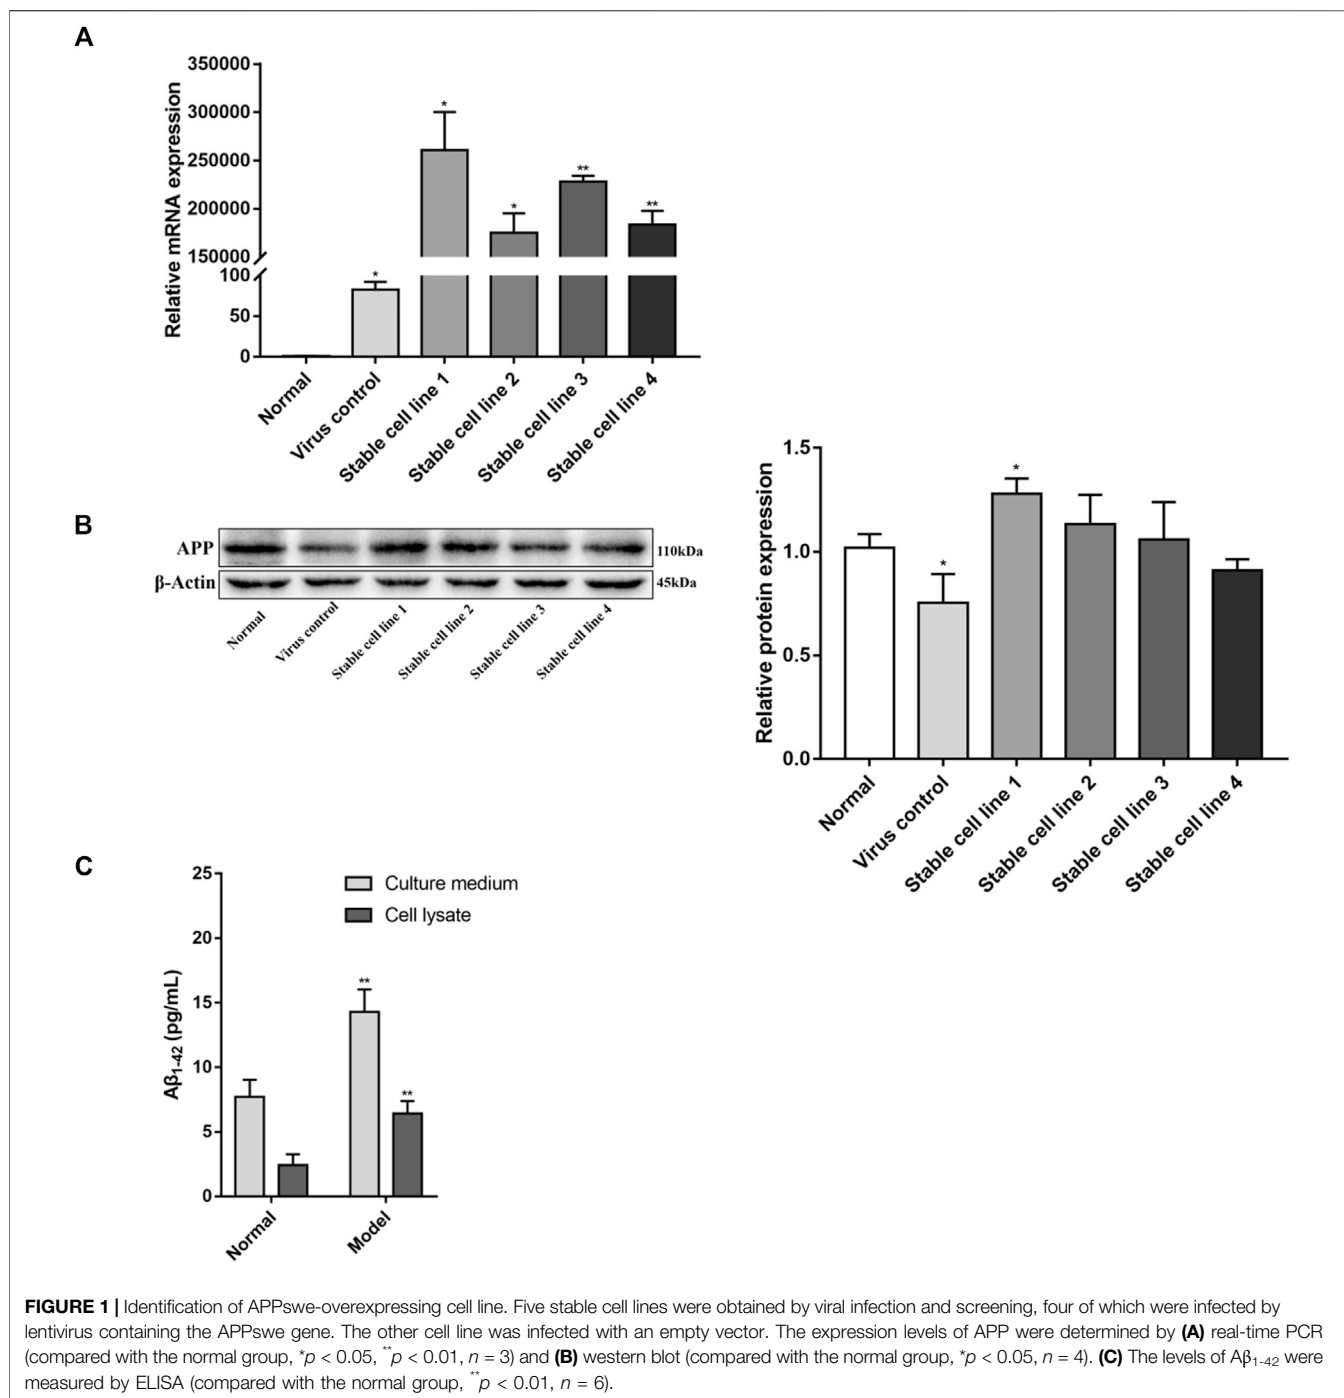 A
350000
300000
250000
200000
150000
100
50
0
Relative mRNA expression
*
*
*
**
**
Normal
Virus control
Stable cell line 1
Stable cell line 2
Stable cell line 3
Stable cell line 4
B
APP
110kDa
β-Actin
45kDa
Normal
Virus control
Stable cell line 1
Stable cell line 2
Stable cell line 3
Stable cell line 4
1.5
1.0
0.5
0.0
Relative protein expression
*
*
Normal
Virus control
Stable cell line 1
Stable cell line 2
Stable cell line 3
Stable cell line 4
C
25
20
15
10
5
0
Aβ1-42 (pg/mL)
Culture medium
Cell lysate
**
**
Normal
Model
FIGURE 1 | Identification of APPswe-overexpressing cell line. Five stable cell lines were obtained by viral infection and screening, four of which were infected by
lentivirus containing the APPswe gene. The other cell line was infected with an empty vector. The expression levels of APP were determined by (A) real-time PCR
(compared with the normal group, *p < 0.05, **p < 0.01, n = 3) and (B) western blot (compared with the normal group, *p < 0.05, n = 4). (C) The levels of Aβ1-42 were
measured by ELISA (compared with the normal group, **p < 0.01, n = 6).